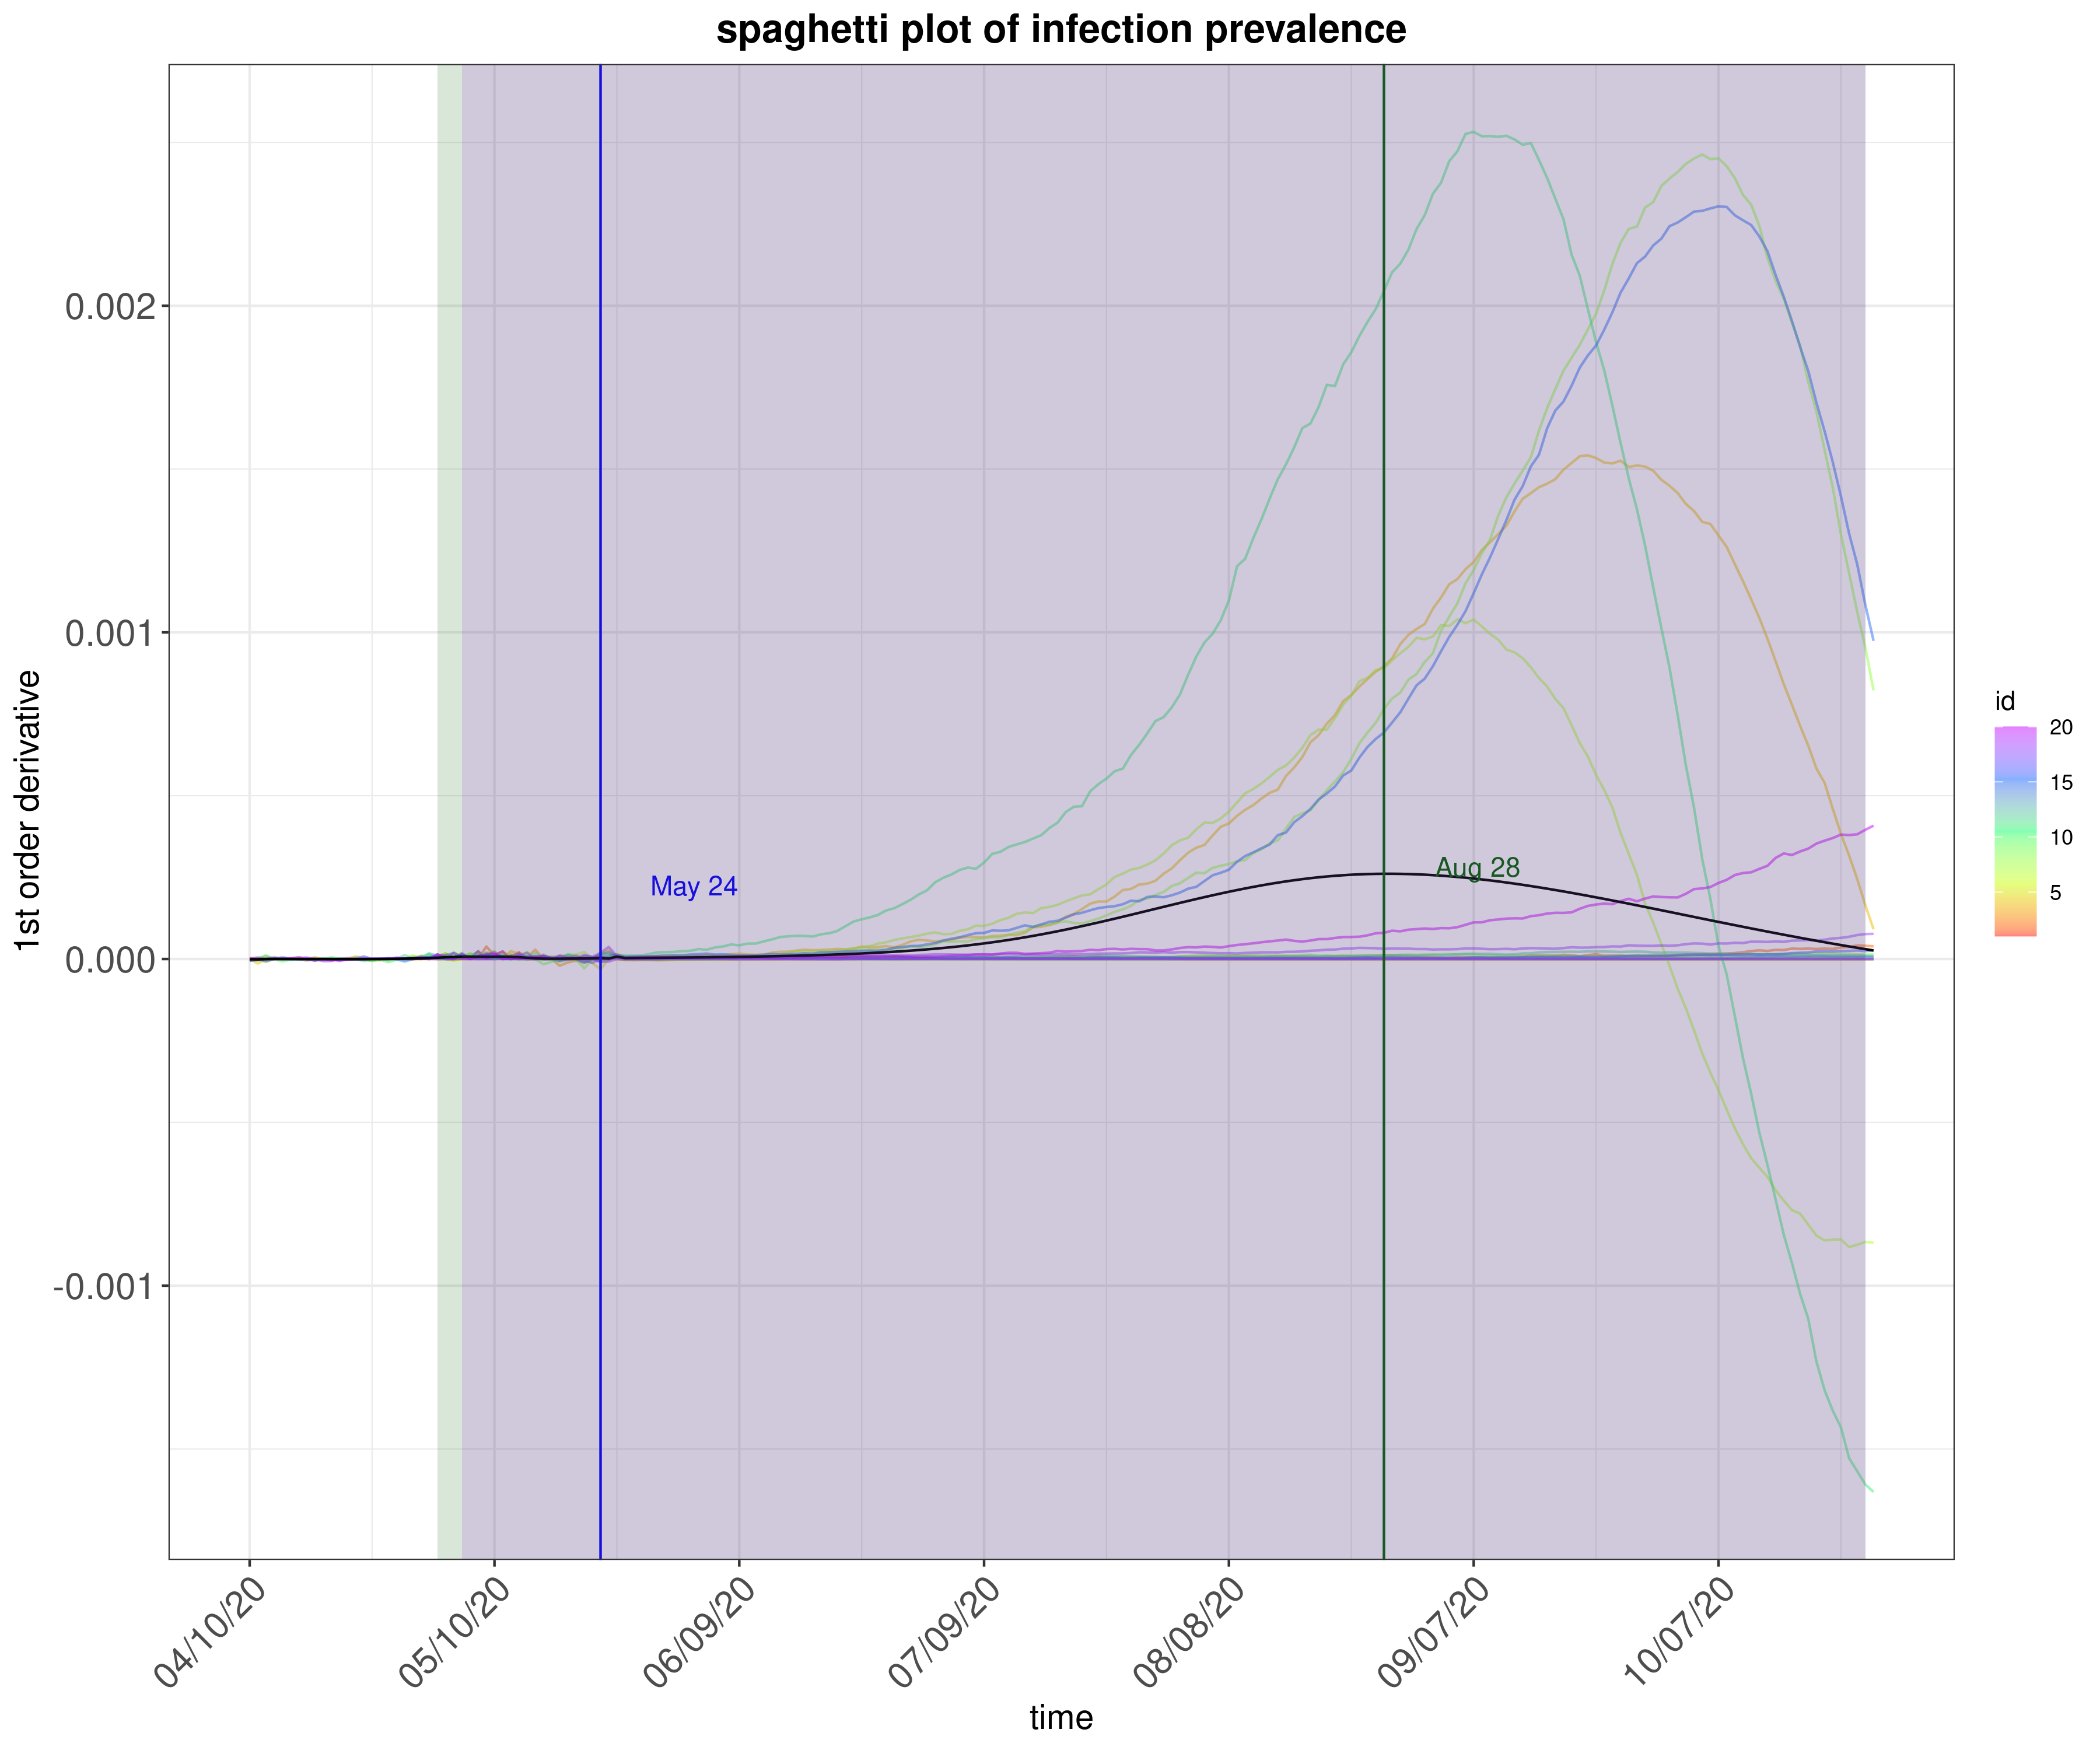 spaghetti plot of infection prevalence
1st order derivative
0.002
0.001
0.000
-0.001
May 24
Aug 28
04/10/20
05/10/20
06/09/20
07/09/20
08/08/20
09/07/20
10/07/20
time
id
20
15
10
5